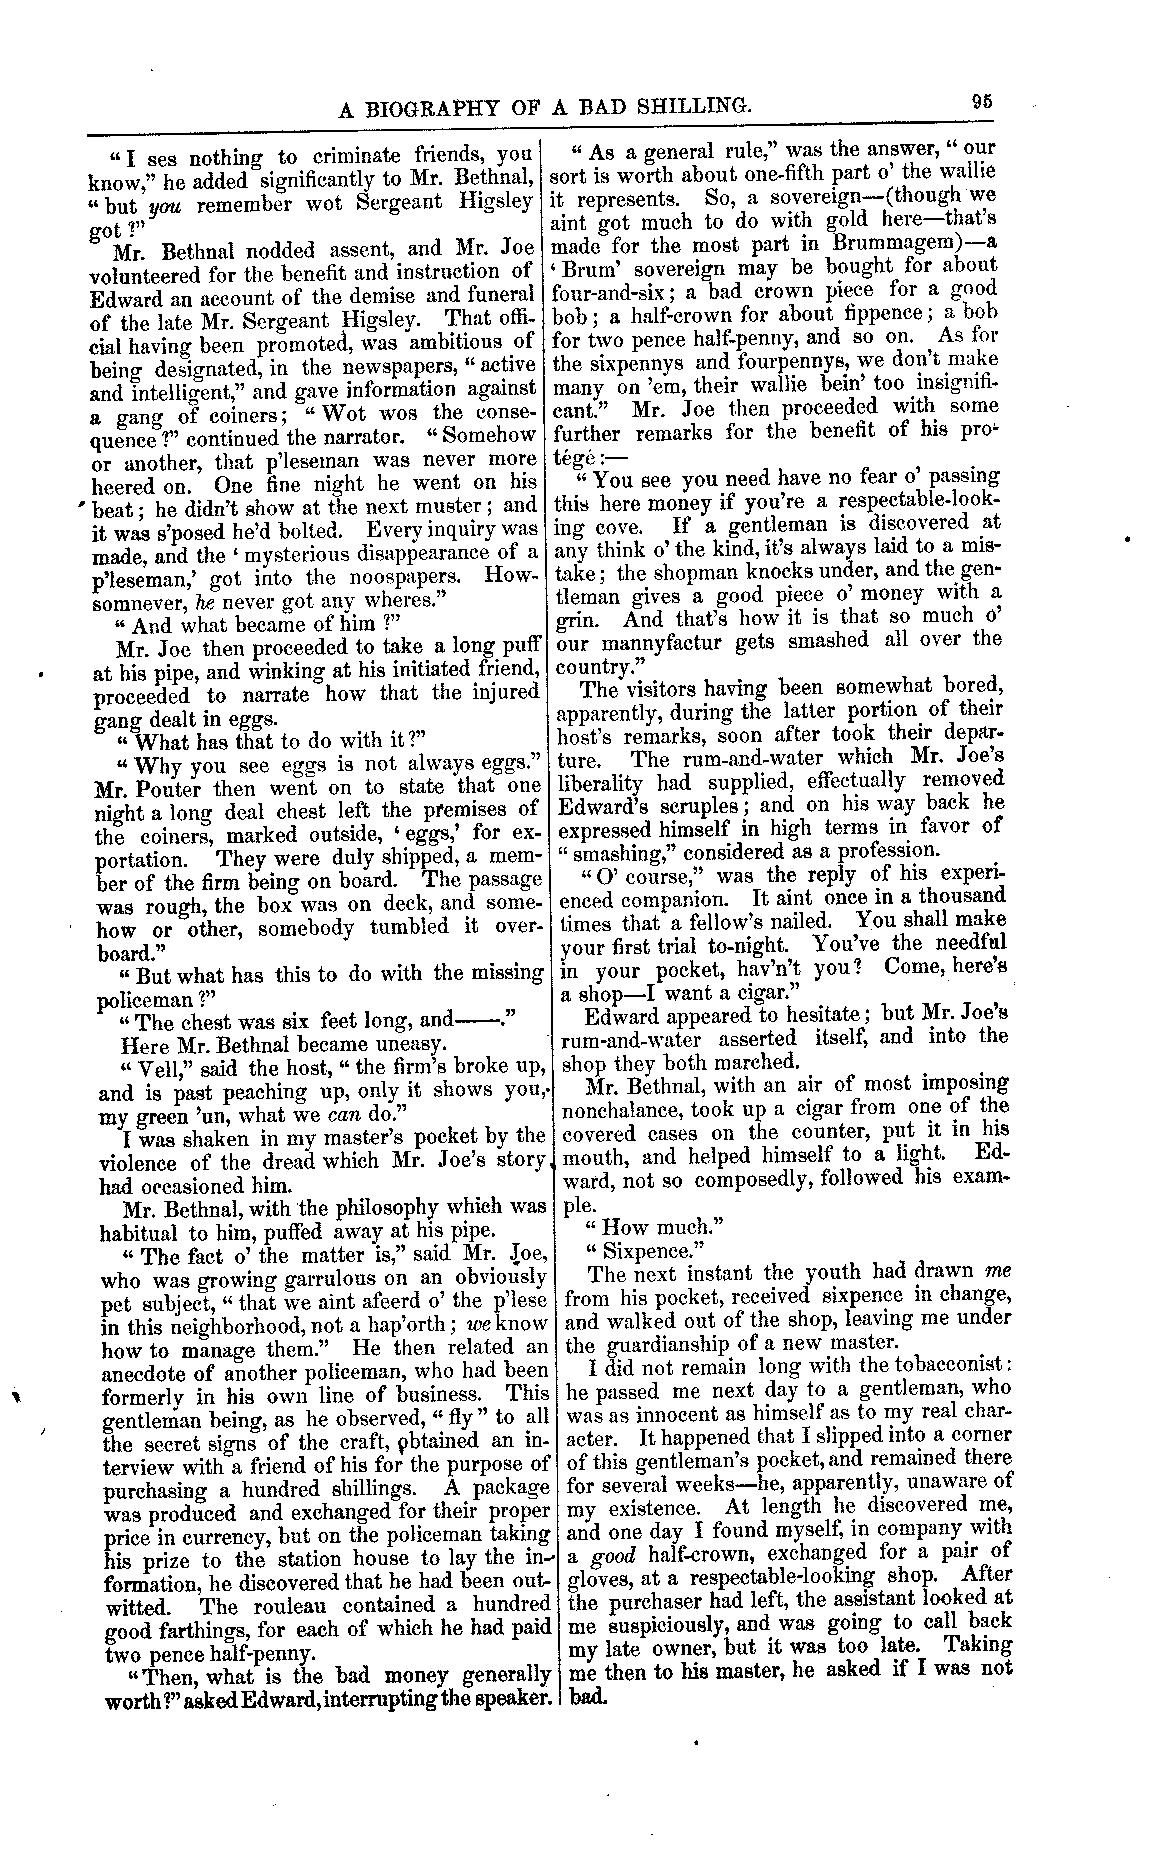 A BIOGRAPHY OF A BAD SHILLING. 95
“I ses nothing to criminate friends, you
know,” he added significantly to Mr. Bethnal,
“but you remember wot Sergeant Higsley
got?”
Mr. Bethnal nodded assent, and Mr. Joe
volunteered for the benefit and instruction of
Edward an account of the demise and funeral
of the late Mr. Sergeant Higsley. That offi-
cial having been promoted, was ambitious of
being designated, in the newspapers, “active
and intelligent,” and gave information against
a gang of coiners; “Wot wos the conse-
quence?” continued the narrator. “Somehow
or another, that p'leseman was never more
heered on. One fine night he went on his
beat; he didn't show at the next muster; and
it was s'posed he'd bolted. Every inquiry was
made, and the ‘mysterious disappearance of a
p'leseman,’ got into the noospapers. How-
somnever, he never got any wheres.”
“And what became of him?”
Mr. Joe then proceeded to take a long puff
at his pipe, and winking at his initiated friend,
proceeded to narrate how that the injured
gang dealt in eggs.
“What has that to do with it?”
“Why you see eggs is not always eggs.”
Mr. Pouter then went on to state that one
night a long deal chest left the premises of
the coiners, marked outside, ‘eggs,’ for ex-
portation. They were duly shipped, a mem-
ber of the firm being on board. The passage
was rough, the box was on deck, and some-
how or other, somebody tumbled it over-
board.”
“But what has this to do with the missing
policeman?”
“The chest was six feet long, and——.”
Here Mr. Bethnal became uneasy.
“Vell,” said the host, “the firm's broke up,
and is past peaching up, only it shows you,
my green 'un, what we can do.”
I was shaken in my master's pocket by the
violence of the dread which Mr. Joe's story
had occasioned him.
Mr. Bethnal, with the philosophy which was
habitual to him, puffed away at his pipe.
“The fact o' the matter is,” said Mr. Joe,
who was growing garrulous on an obviously
pet subject, “that we aint afeerd o' the p'lese
in this neighborhood, not a hap'orth; we know
how to manage them.” He then related an
anecdote of another policeman, who had been
formerly in his own line of business. This
gentleman being, as he observed, “fly” to all
the secret signs of the craft, obtained an in-
terview with a friend of his for the purpose of
purchasing a hundred shillings. A package
was produced and exchanged for their proper
price in currency, but on the policeman taking
his prize to the station house to lay the in-
formation, he discovered that he had been out-
witted. The rouleau contained a hundred
good farthings, for each of which he had paid
two pence half-penny.
“Then, what is the bad money generally
worth?” asked Edward, interrupting the speaker.
“As a general rule,” was the answer, “our
sort is worth about one-fifth part o' the wallie
it represents. So, a sovereign—(though we
aint got much to do with gold here—that's
made for the most part in Brummagem)—a
‘Brum’ sovereign may be bought for about
four-and-six; a bad crown piece for a good
bob; a half-crown for about fippence; a bob
for two pence half-penny, and so on. As for
the sixpennys and fourpennys, we don't make
many on 'em, their wallie bein' too insignifi-
cant.” Mr. Joe then proceeded with some
further remarks for the benefit of his pro-
tégé:—
“You see you need have no fear o' passing
this here money if you're a respectable-look-
ing cove. If a gentleman is discovered at
any think o' the kind, it's always laid to a mis-
take; the shopman knocks under, and the gen-
tleman gives a good piece o' money with a
grin. And that's how it is that so much o'
our mannyfactur gets smashed all over the
country.”
The visitors having been somewhat bored,
apparently, during the latter portion of their
host's remarks, soon after took their depar-
ture. The rum-and-water which Mr. Joe's
liberality had supplied, effectually removed
Edward's scruples; and on his way back he
expressed himself in high terms in favor of
“smashing,” considered as a profession.
“O' course,” was the reply of his experi-
enced companion. It aint once in a thousand
times that a fellow's nailed. You shall make
your first trial to-night. You've the needful
in your pocket, hav'n't you? Come, here's
a shop—I want a cigar.”
Edward appeared to hesitate; but Mr. Joe's
rum-and-water asserted itself, and into the
shop they both marched.
Mr. Bethnal, with an air of most imposing
nonchalance, took up a cigar from one of the
covered cases on the counter, put it in his
mouth, and helped himself to a light. Ed-
ward, not so composedly, followed his exam-
ple.
“How much.”
“Sixpence.”
The next instant the youth had drawn me
from his pocket, received sixpence in change,
and walked out of the shop, leaving me under
the guardianship of a new master.
I did not remain long with the tobacconist:
he passed me next day to a gentleman, who
was as innocent as himself as to my real char-
acter. It happened that I slipped into a corner
of this gentleman's pocket, and remained there
for several weeks—he, apparently, unaware of
my existence. At length he discovered me,
and one day I found myself, in company with
a good half-crown, exchanged for a pair of
gloves, at a respectable-looking shop. After
the purchaser had left, the assistant looked at
me suspiciously, and was going to call back
my late owner, but it was too late. Taking
me then to his master, he asked if I was not
bad.